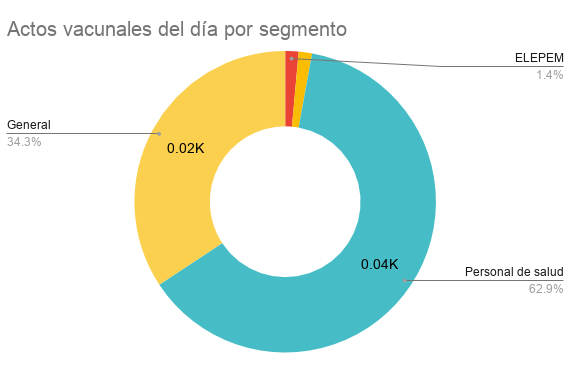 Actos vacunales del día por segmento
ELEPEM
1.4%
General
34.3%
0.02K
0.04K
Personal de salud
62.9%